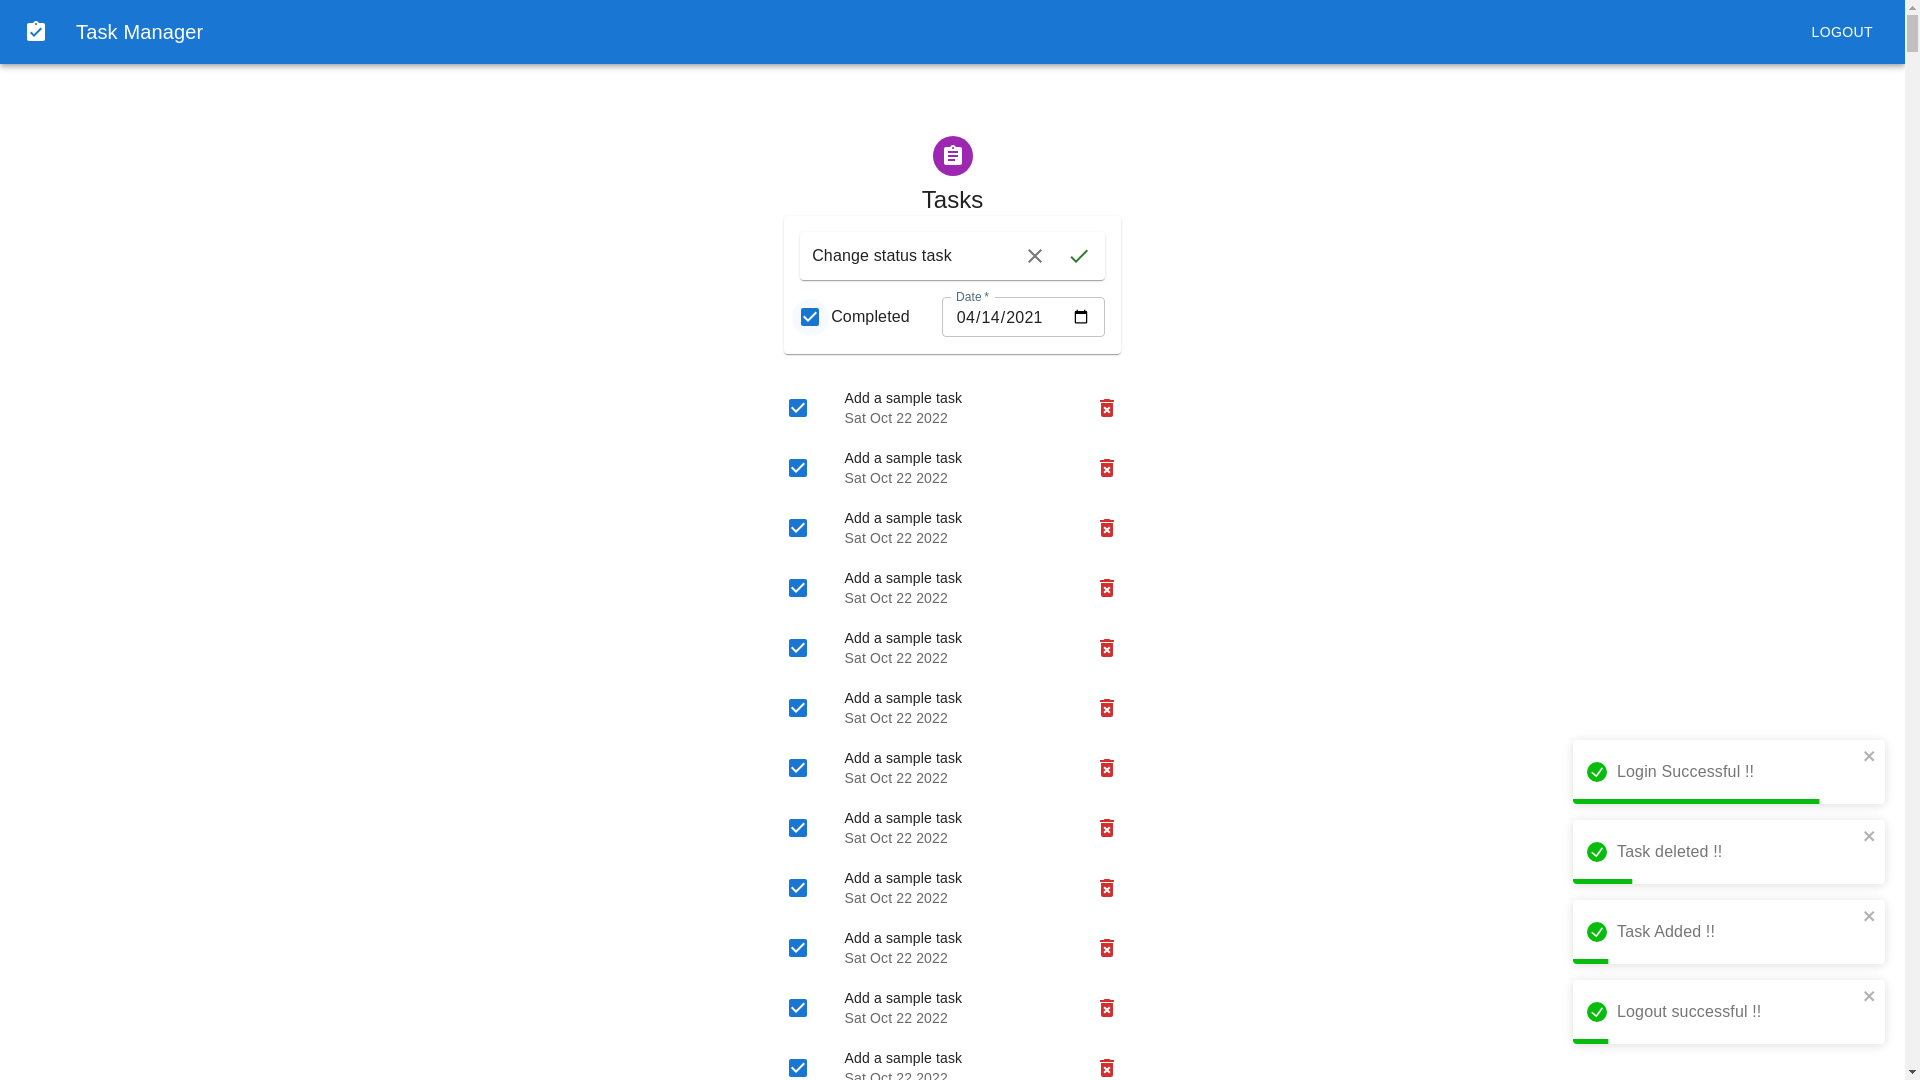 Task Manager
LOGOUT
Tasks
Change status task
Date *
Completed
04/14/2021
Add a sample task
Sat Oct 22 2022
Add a sample task
Sat Oct 22 2022
Add a sample task
Sat Oct 22 2022
Add a sample task
Sat Oct 22 2022
Add a sample task
Sat Oct 22 2022
Add a sample task
Sat Oct 22 2022
Add a sample task
Sat Oct 22 2022
Add a sample task
Sat Oct 22 2022
Add a sample task
Sat Oct 22 2022
Add a sample task
Sat Oct 22 2022
Add a sample task
Sat Oct 22 2022
Add a sample task
Sat Oct 22 2022
Login Successful !!
Task deleted !!
Task Added !!
Logout successful !!